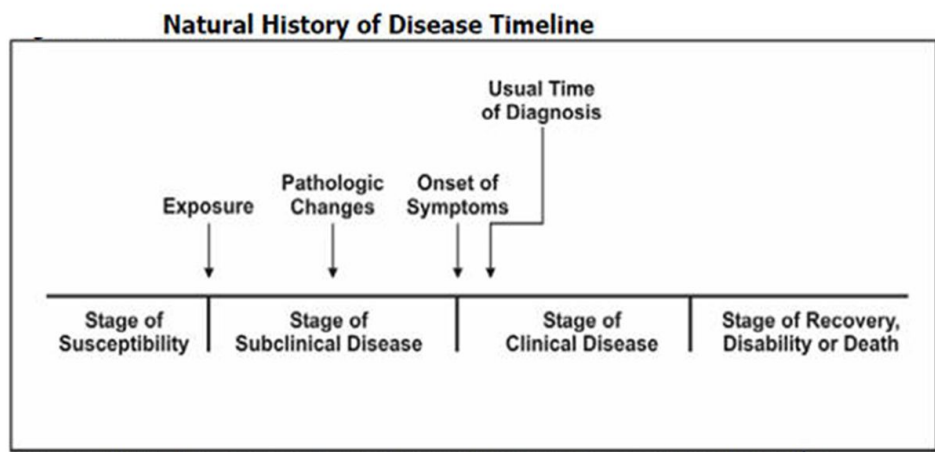 Natural History of Disease Timeline
Usual Time
of Diagnosis
Exposure
Pathologic
Changes
Onset of
Symptoms
Stage of
Susceptibility
Stage of
Subclinical Disease
Stage of
Clinical Disease
Stage of Recovery,
Disability or Death